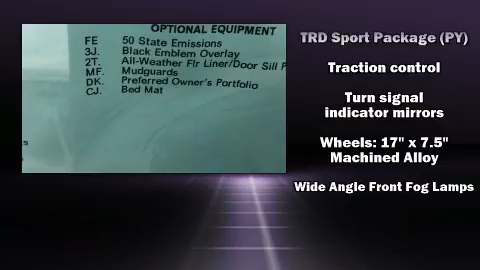 OPTIONAL EQUIPMENT
FE 50 State Emissions
3J. Black Emblem Overlay
2T. All-Weather Flr Liner/Door Sill
MF. Mudguards
DK. Preferred Owner's Portfolio
CJ. Bed Mat
TRD Sport Package (PY)
Traction control
Turn signal
indicator mirrors
Wheels: 17" x 7.5"
Machined Alloy
Wide Angle Front Fog Lamps